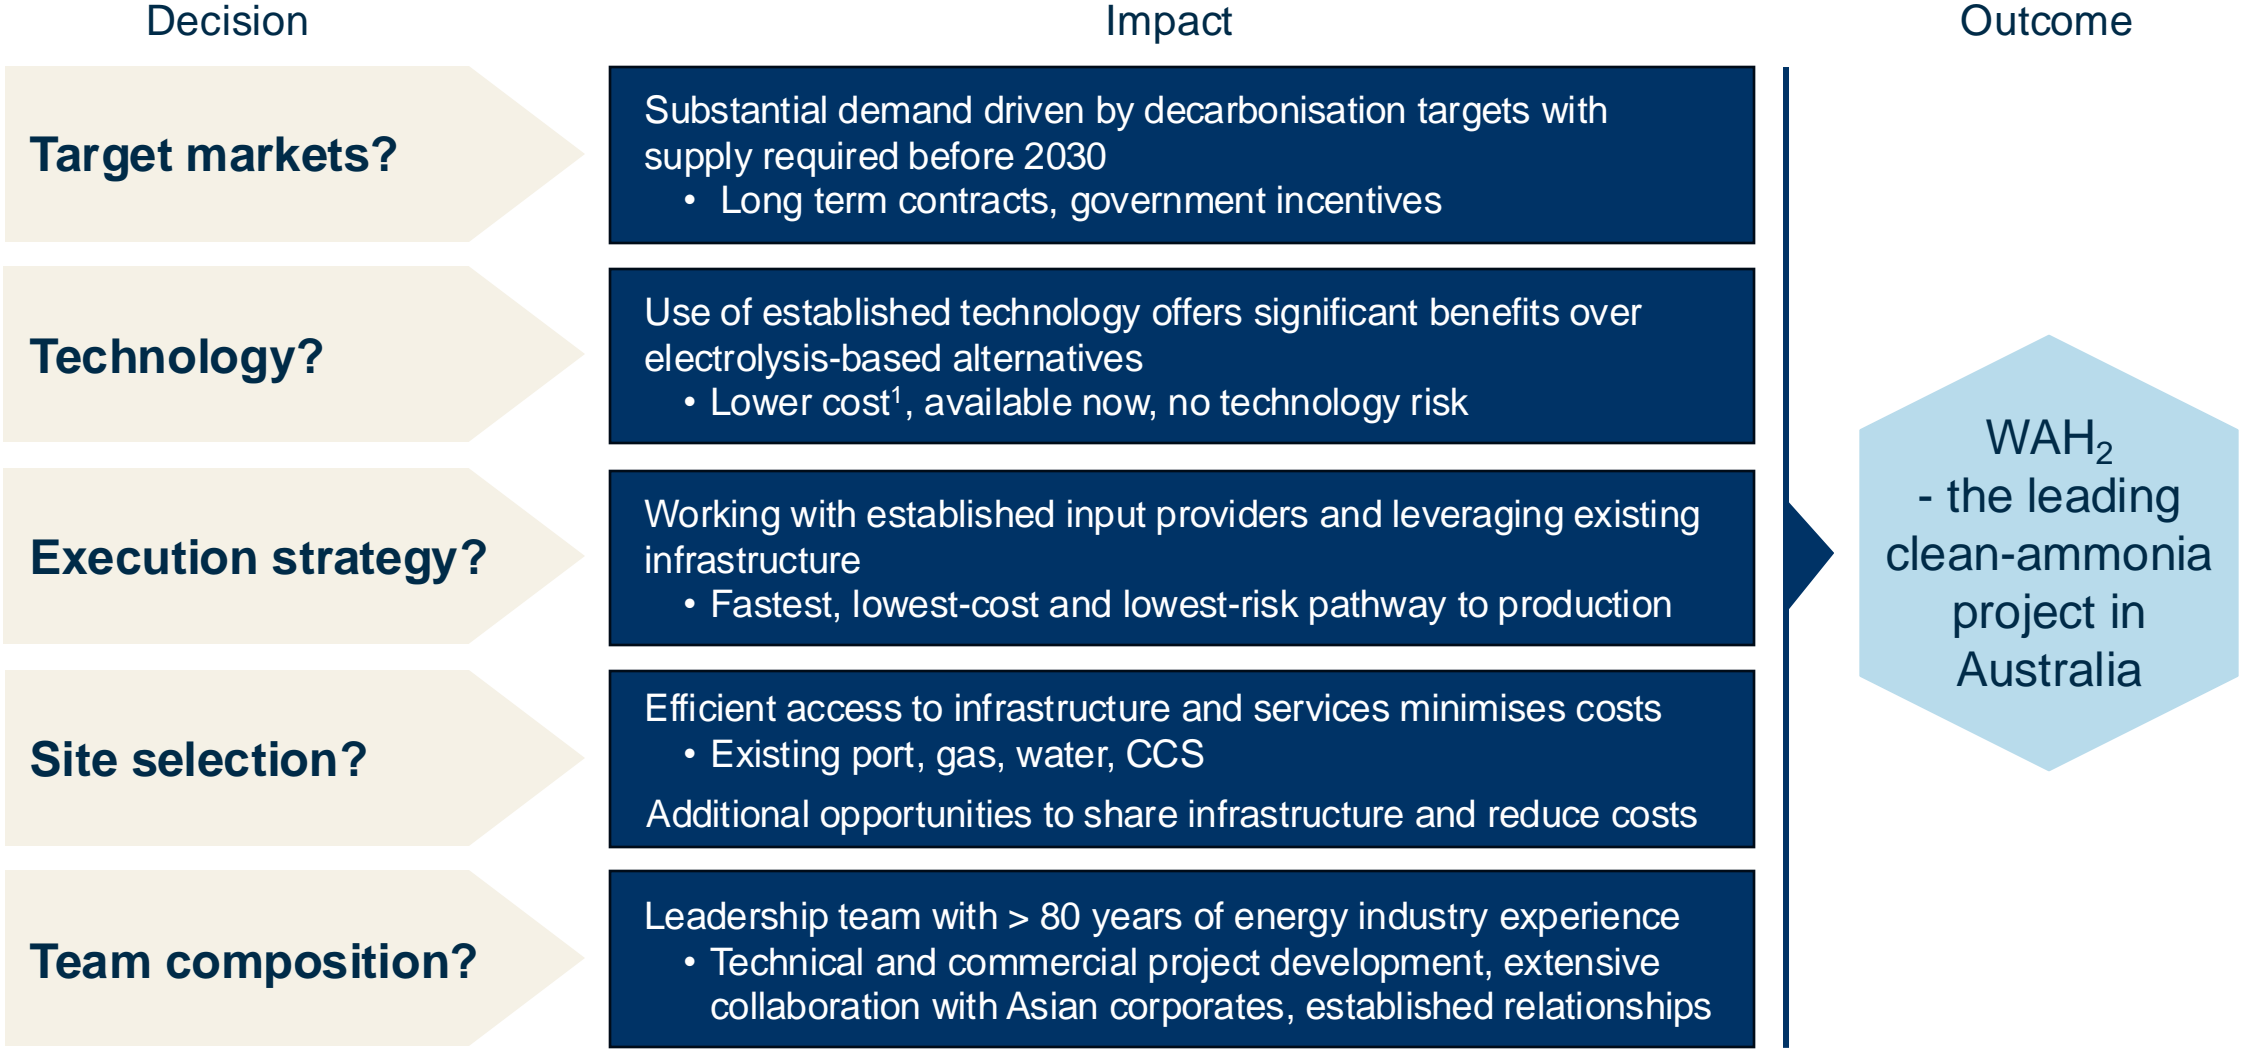 Decision
Impact
Outcome
Target markets?
Substantial demand driven by decarbonisation targets with
supply required before 2030
• Long term contracts, government incentives
Technology?
Use of established technology offers significant benefits over
electrolysis-based alternatives
• Lower cost¹, available now, no technology risk
Execution strategy?
Working with established input providers and leveraging existing
infrastructure
• Fastest, lowest-cost and lowest-risk pathway to production
Site selection?
Efficient access to infrastructure and services minimises costs
• Existing port, gas, water, CCS
Additional opportunities to share infrastructure and reduce costs
Team composition?
Leadership team with > 80 years of energy industry experience
• Technical and commercial project development, extensive
collaboration with Asian corporates, established relationships
WAH₂
- the leading
clean-ammonia
project in
Australia